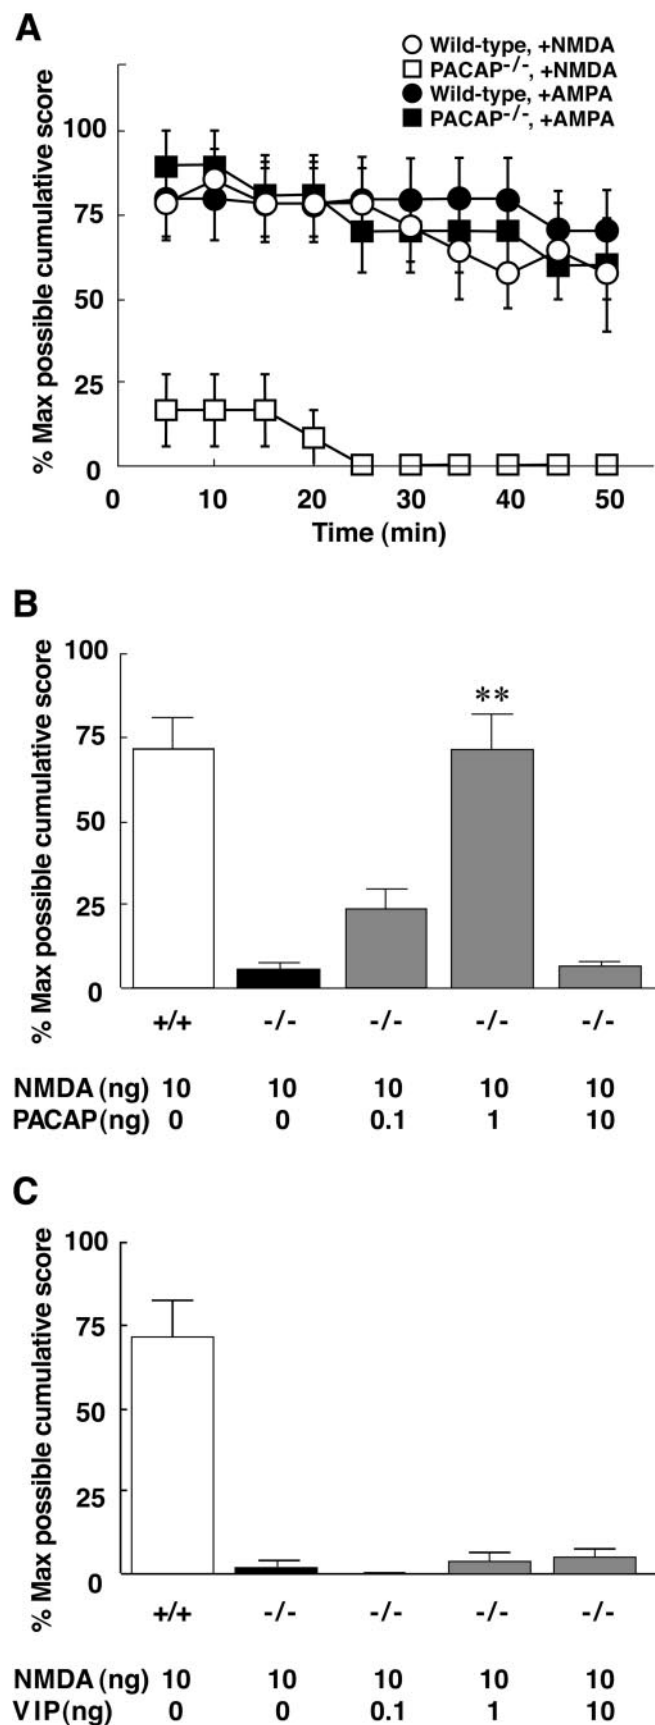 A
Wild-type, +NMDA
PACAP-/-, +NMDA
Wild-type, +AMPA
PACAP-/-, +AMPA
% Max possible cumulative score
100
75
50
25
0
0 10 20 30 40 50
Time (min)
B
% Max possible cumulative score
100
75
50
25
0
**
+/+ -/- -/- -/- -/-
NMDA (ng) 10 10 10 10 10
PACAP (ng) 0 0 0.1 1 10
C
% Max possible cumulative score
100
75
50
25
0
+/+ -/- -/- -/- -/-
NMDA (ng) 10 10 10 10 10
VIP (ng) 0 0 0.1 1 10